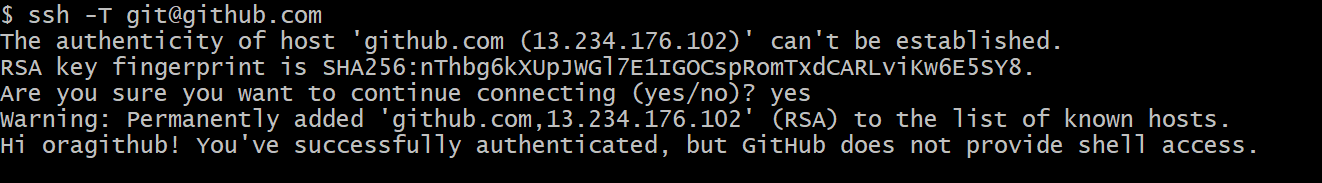 $ ssh -T git@github.com
The authenticity of host 'github.com (13.234.176.102)' can't be established.
RSA key fingerprint is SHA256:nThbg6kXUpJWGl7E1IGOCspRomTxdCARLviKw6E5SY8.
Are you sure you want to continue connecting (yes/no)? yes
Warning: Permanently added 'github.com,13.234.176.102' (RSA) to the list of known hosts.
Hi oragithub! You've successfully authenticated, but GitHub does not provide shell access.